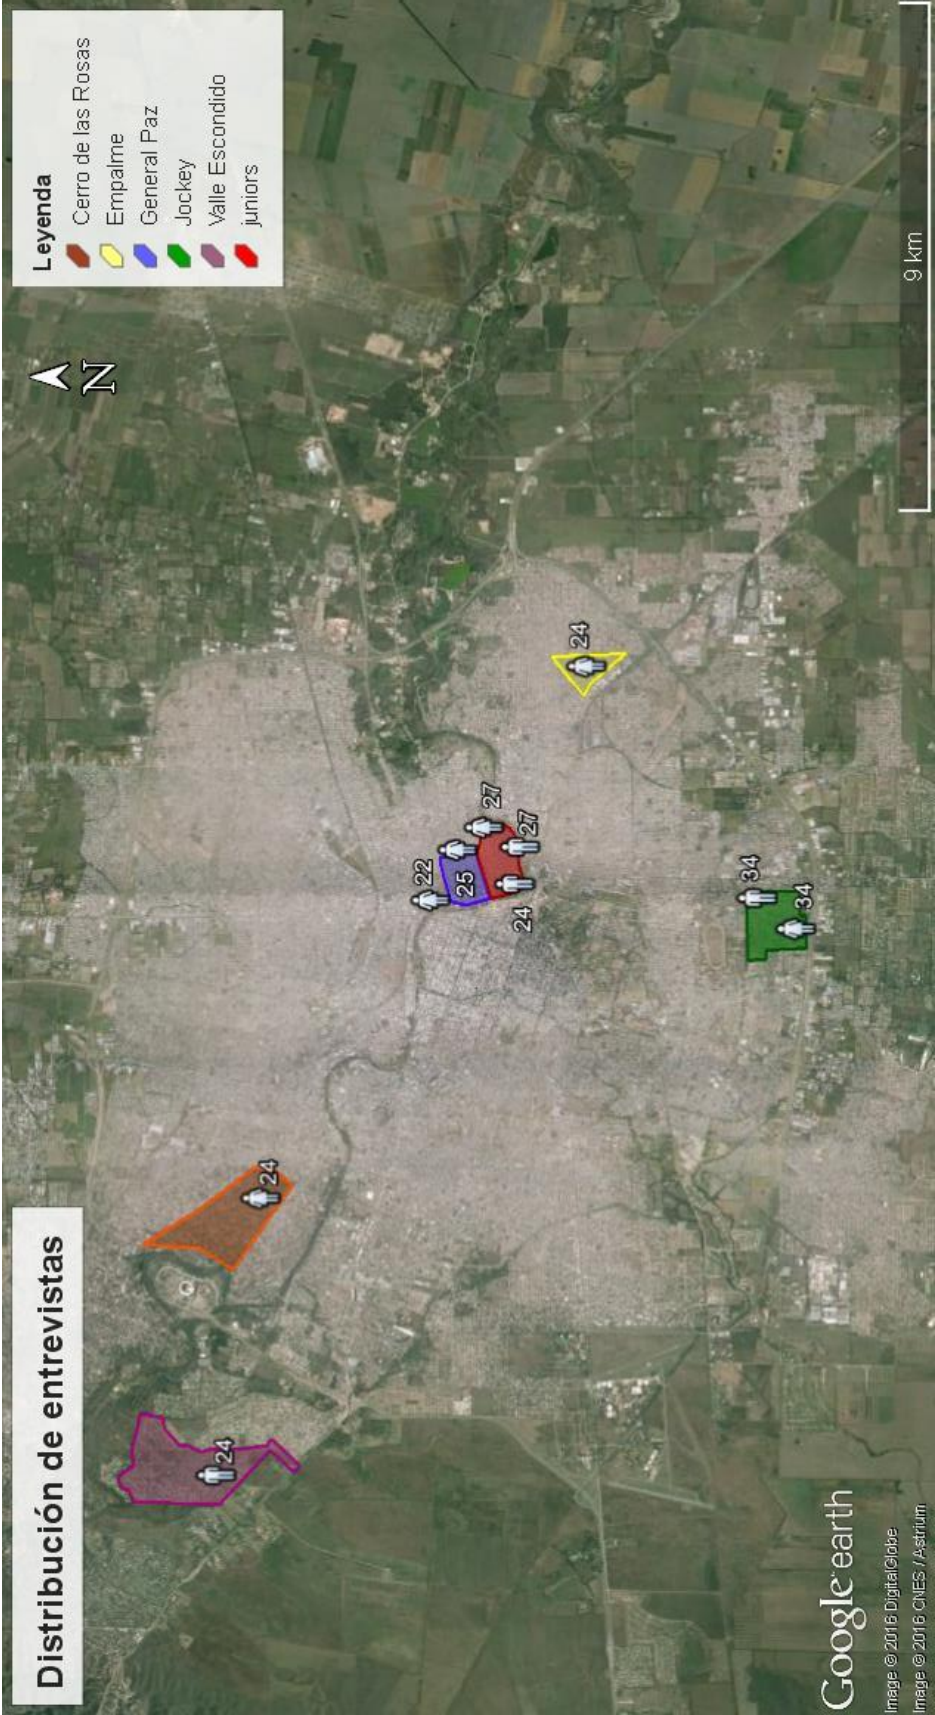 Distribución de entrevistas
Leyenda
Cerro de las Rosas
Empalme
General Paz
Jockey
Valle Escondido
juniors
N
24
24
22
25
27
27
24
24
34
34
Google earth
Image © 2016 DigitalGlobe
Image © 2016 CNES / Astrium
9 km